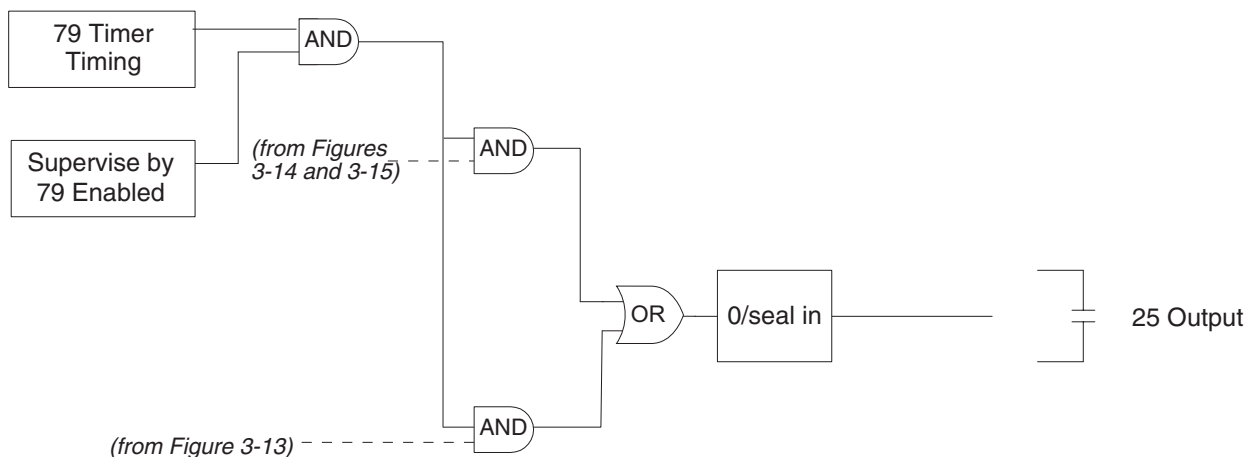 79 Timer
Timing
AND
Supervise by
79 Enabled
(from Figures
3-14 and 3-15)
AND
OR
0/seal in
25 Output
AND
(from Figure 3-13)